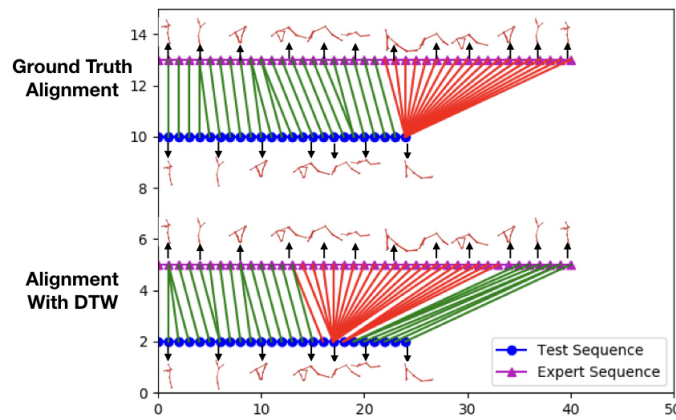 14
Ground Truth
Alignment
12
10
8
6
Alignment
With DTW
4
2
0
Test Sequence
Expert Sequence
0
10
20
30
40
50